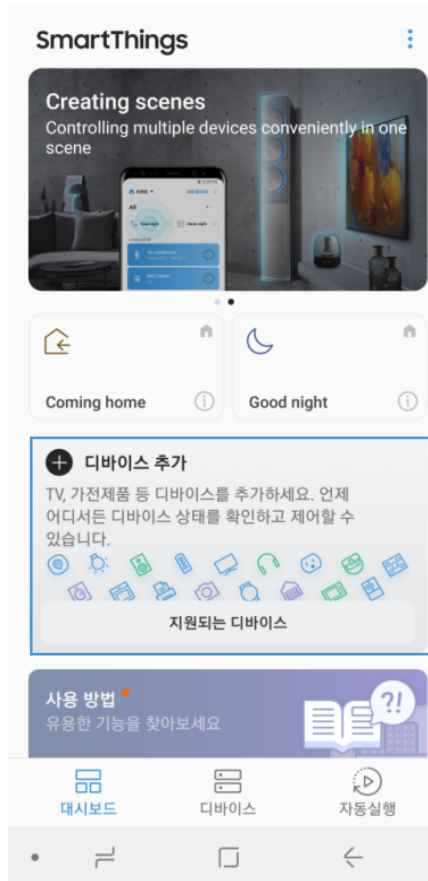 SmartThings
Creating scenes
Controlling multiple devices conveniently in one
scene
HOME
All
Good night
Coming home
Good night
디바이스 추가
TV, 가전제품 등 디바이스를 추가하세요. 언제
어디서든 디바이스 상태를 확인하고 제어할 수
있습니다.
지원되는 디바이스
사용 방법
유용한 기능을 찾아보세요
?!
대시보드
디바이스
자동실행